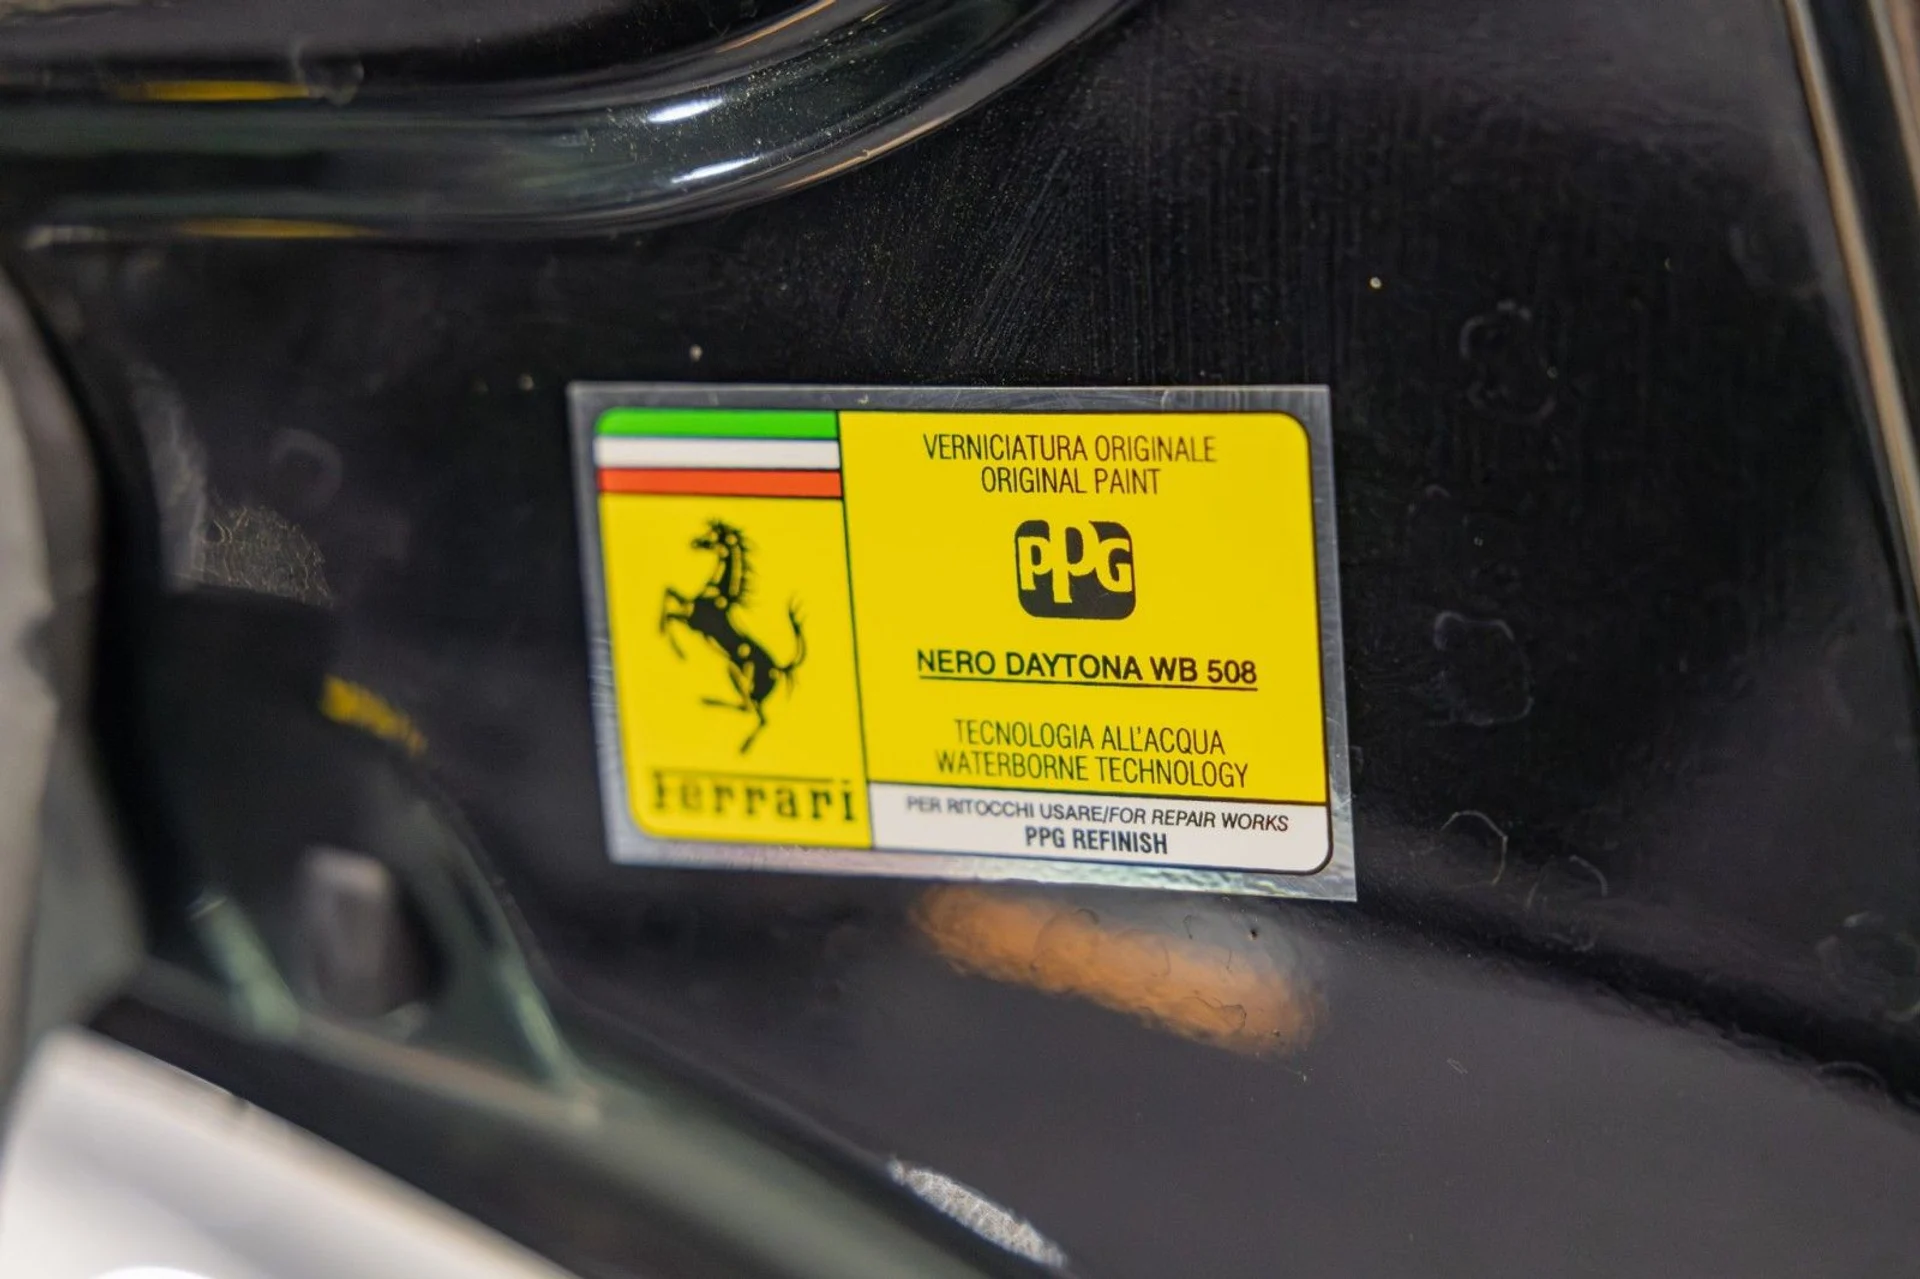 VERNICIATURA ORIGINALE
ORIGINAL PAINT
PPG
NERO DAYTONA WB 508
TECNOLOGIA ALL'ACQUA
WATERBORNE TECHNOLOGY
Ferrari
PER RITOCCHI USARE/FOR REPAIR WORKS
PPG REFINISH